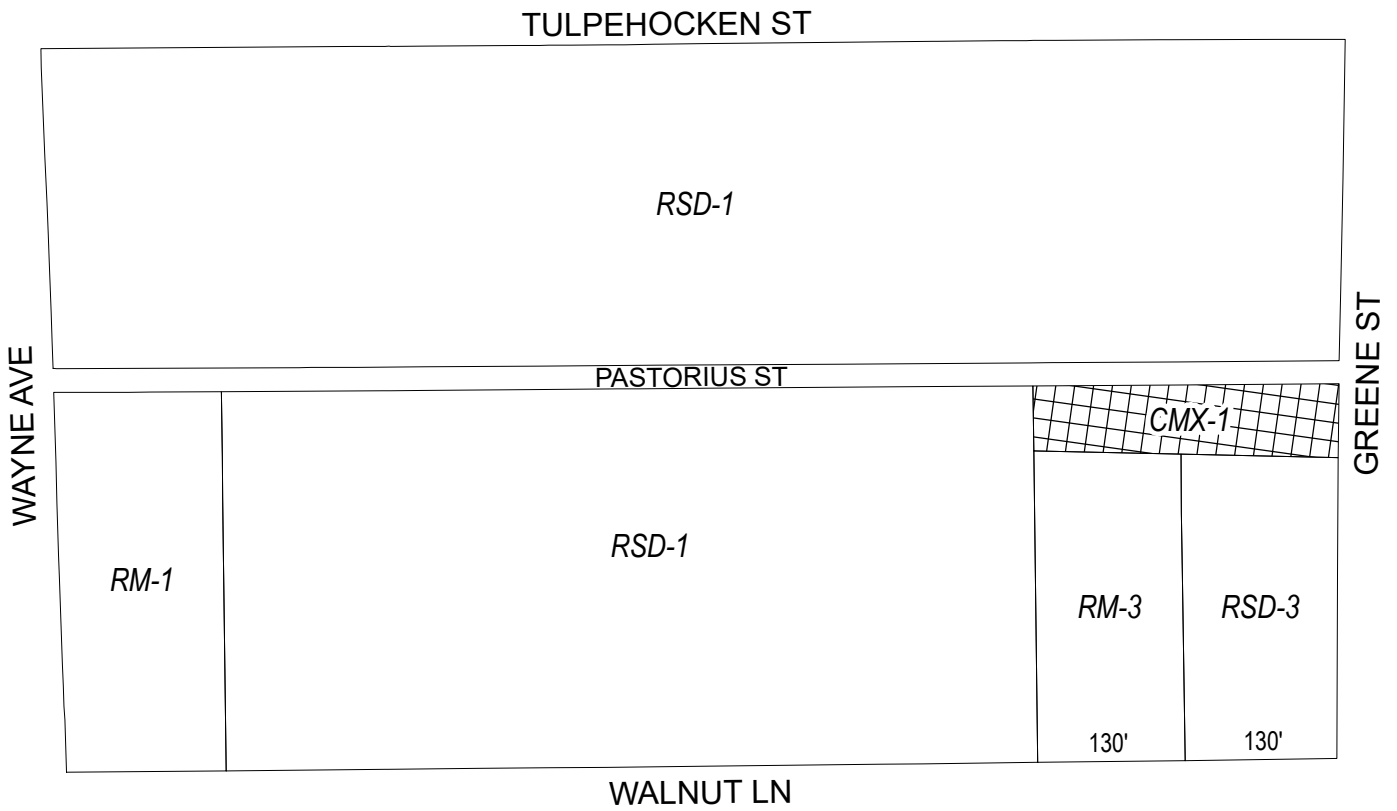 TULPEHOCKEN ST
RSD-1
WAYNE AVE
GREENE ST
PASTORIUS ST
CMX-1
RM-1
RSD-1
RM-3
RSD-3
130'
130'
WALNUT LN